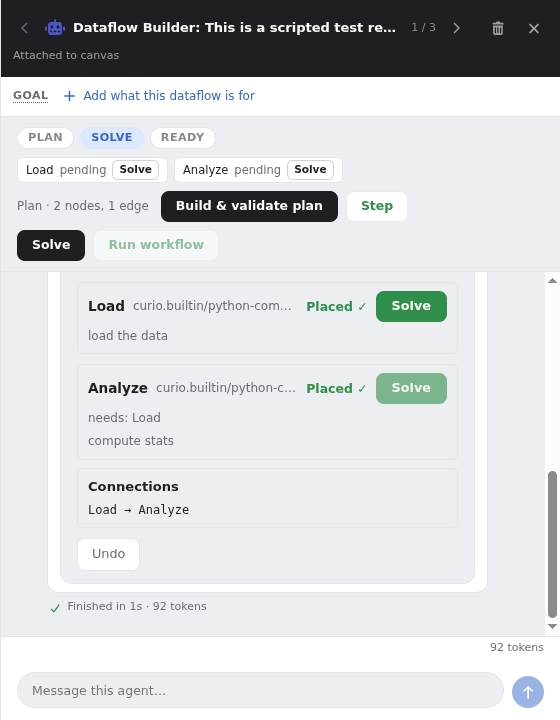 Dataflow Builder: This is a scripted test re...
1 / 3
Attached to canvas
GOAL
+ Add what this dataflow is for
PLAN SOLVE READY
Load pending Solve Analyze pending Solve
Plan · 2 nodes, 1 edge Build & validate plan Step
Solve Run workflow
Load curio.builtin/python-com... Placed ✓ Solve
load the data
Analyze curio.builtin/python-c... Placed ✓ Solve
needs: Load
compute stats
Connections
Load → Analyze
Undo
✓ Finished in 1s · 92 tokens
92 tokens
Message this agent...